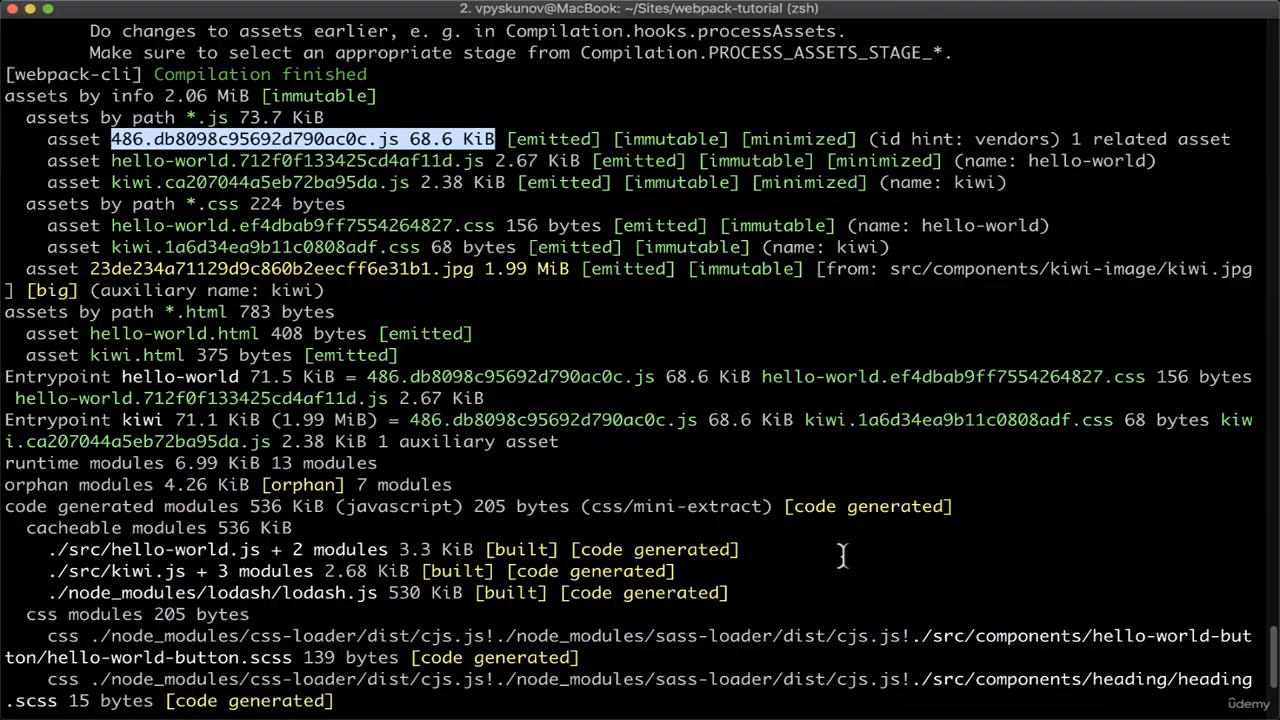 2. vpyskunov@MacBook: ~/Sites/webpack-tutorial (zsh)
Do changes to assets earlier, e. g. in Compilation.hooks.processAssets.
Make sure to select an appropriate stage from Compilation.PROCESS_ASSETS_STAGE_*.
[webpack-cli] Compilation finished
assets by info 2.06 MiB [immutable]
assets by path *.js 73.7 KiB
asset 486.db8098c95692d790ac0c.js 68.6 KiB [emitted] [immutable] [minimized] (id hint: vendors) 1 related asset
asset hello-world.712f0f133425cd4af11d.js 2.67 KiB [emitted] [immutable] [minimized] (name: hello-world)
asset kiwi.ca207044a5eb72ba95da.js 2.38 KiB [emitted] [immutable] [minimized] (name: kiwi)
assets by path *.css 224 bytes
asset hello-world.ef4dbab9ff7554264827.css 156 bytes [emitted] [immutable] (name: hello-world)
asset kiwi.1a6d34ea9b11c0808adf.css 68 bytes [emitted] [immutable] (name: kiwi)
asset 23de234a71129d9c860b2eecff6e31b1.jpg 1.99 MiB [emitted] [immutable] [from: src/components/kiwi-image/kiwi.jpg
] [big] (auxiliary name: kiwi)
assets by path *.html 783 bytes
asset hello-world.html 408 bytes [emitted]
asset kiwi.html 375 bytes [emitted]
Entrypoint hello-world 71.5 KiB = 486.db8098c95692d790ac0c.js 68.6 KiB hello-world.ef4dbab9ff7554264827.css 156 bytes
hello-world.712f0f133425cd4af11d.js 2.67 KiB
Entrypoint kiwi 71.1 KiB (1.99 MiB) = 486.db8098c95692d790ac0c.js 68.6 KiB kiwi.1a6d34ea9b11c0808adf.css 68 bytes kiw
i.ca207044a5eb72ba95da.js 2.38 KiB 1 auxiliary asset
runtime modules 6.99 KiB 13 modules
orphan modules 4.26 KiB [orphan] 7 modules
code generated modules 536 KiB (javascript) 205 bytes (css/mini-extract) [code generated]
cacheable modules 536 KiB
./src/hello-world.js + 2 modules 3.3 KiB [built] [code generated]
./src/kiwi.js + 3 modules 2.68 KiB [built] [code generated]
./node_modules/lodash/lodash.js 530 KiB [built] [code generated]
css modules 205 bytes
css ./node_modules/css-loader/dist/cjs.js!./node_modules/sass-loader/dist/cjs.js!./src/components/hello-world-but
ton/hello-world-button.scss 139 bytes [code generated]
css ./node_modules/css-loader/dist/cjs.js!./node_modules/sass-loader/dist/cjs.js!./src/components/heading/heading
.scss 15 bytes [code generated]
ûdemy